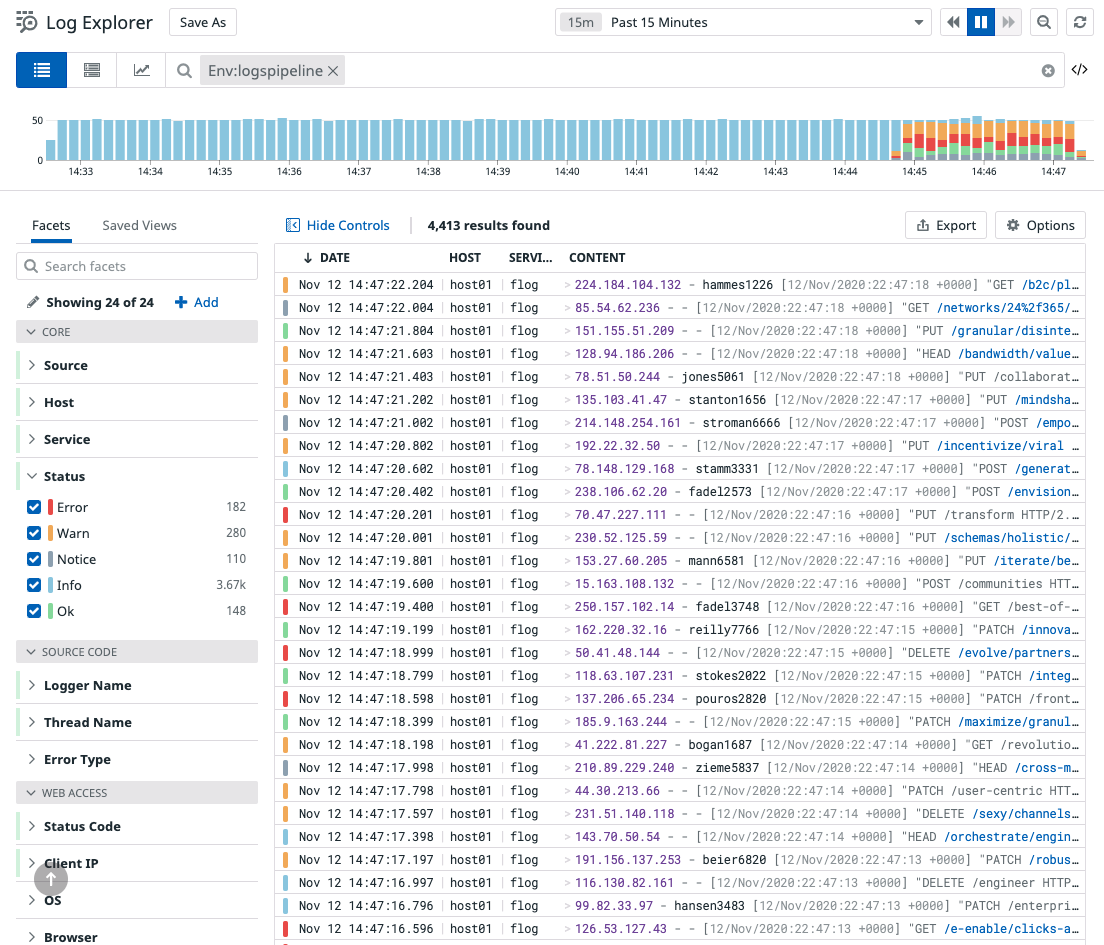 Log Explorer Save As 15m Past 15 Minutes
Env:logspipeline
50
0
14:33 14:34 14:35 14:36 14:37 14:38 14:39 14:40 14:41 14:42 14:43 14:44 14:45 14:46 14:47
Facets Saved Views
Search facets
Showing 24 of 24 Add
CORE
Source
Host
Service
Status
Error 182
Warn 280
Notice 110
Info 3.67k
Ok 148
SOURCE CODE
Logger Name
Thread Name
Error Type
WEB ACCESS
Status Code
Client IP
OS
Browser
Hide Controls 4,413 results found Export Options
DATE HOST SERVI... CONTENT
Nov 12 14:47:22.204 host01 flog > 224.184.104.132 - hammes1226 [12/Nov/2020:22:47:18 +0000] "GET /b2c/pl…
Nov 12 14:47:22.004 host01 flog > 85.54.62.236 - - [12/Nov/2020:22:47:18 +0000] "GET /networks/24%2f365/…
Nov 12 14:47:21.804 host01 flog > 151.155.51.209 - - [12/Nov/2020:22:47:18 +0000] "PUT /granular/disinte…
Nov 12 14:47:21.603 host01 flog > 128.94.186.206 - - [12/Nov/2020:22:47:18 +0000] "HEAD /bandwidth/value…
Nov 12 14:47:21.403 host01 flog > 78.51.50.244 - jones5061 [12/Nov/2020:22:47:18 +0000] "PUT /collaborat…
Nov 12 14:47:21.202 host01 flog > 135.103.41.47 - stanton1656 [12/Nov/2020:22:47:17 +0000] "PUT /mindsha…
Nov 12 14:47:21.002 host01 flog > 214.148.254.161 - stroman6666 [12/Nov/2020:22:47:17 +0000] "POST /empo…
Nov 12 14:47:20.802 host01 flog > 192.22.32.50 - - [12/Nov/2020:22:47:17 +0000] "PUT /incentivize/viral …
Nov 12 14:47:20.602 host01 flog > 78.148.129.168 - stamm3331 [12/Nov/2020:22:47:17 +0000] "POST /generat…
Nov 12 14:47:20.402 host01 flog > 238.106.62.20 - fadel2573 [12/Nov/2020:22:47:17 +0000] "POST /envision…
Nov 12 14:47:20.201 host01 flog > 70.47.227.111 - - [12/Nov/2020:22:47:16 +0000] "PUT /transform HTTP/2.…
Nov 12 14:47:20.001 host01 flog > 230.52.125.59 - - [12/Nov/2020:22:47:16 +0000] "PUT /schemas/holistic/…
Nov 12 14:47:19.801 host01 flog > 153.27.60.205 - mann6581 [12/Nov/2020:22:47:16 +0000] "PUT /iterate/be…
Nov 12 14:47:19.600 host01 flog > 15.163.108.132 - - [12/Nov/2020:22:47:16 +0000] "POST /communities HTT…
Nov 12 14:47:19.400 host01 flog > 250.157.102.14 - fadel3748 [12/Nov/2020:22:47:16 +0000] "GET /best-of-…
Nov 12 14:47:19.199 host01 flog > 162.220.32.16 - reilly7766 [12/Nov/2020:22:47:15 +0000] "PATCH /innova…
Nov 12 14:47:18.999 host01 flog > 50.41.48.144 - - [12/Nov/2020:22:47:15 +0000] "DELETE /evolve/partners…
Nov 12 14:47:18.799 host01 flog > 118.63.107.231 - stokes2022 [12/Nov/2020:22:47:15 +0000] "PATCH /integ…
Nov 12 14:47:18.598 host01 flog > 137.206.65.234 - pouros2820 [12/Nov/2020:22:47:15 +0000] "PATCH /front…
Nov 12 14:47:18.399 host01 flog > 185.9.163.244 - - [12/Nov/2020:22:47:15 +0000] "PATCH /maximize/granul…
Nov 12 14:47:18.198 host01 flog > 41.222.81.227 - bogan1687 [12/Nov/2020:22:47:14 +0000] "GET /revolutio…
Nov 12 14:47:17.998 host01 flog > 210.89.229.240 - zieme5837 [12/Nov/2020:22:47:14 +0000] "HEAD /cross-m…
Nov 12 14:47:17.798 host01 flog > 44.30.213.66 - - [12/Nov/2020:22:47:14 +0000] "PATCH /user-centric HTT…
Nov 12 14:47:17.597 host01 flog > 231.51.140.118 - - [12/Nov/2020:22:47:14 +0000] "DELETE /sexy/channels…
Nov 12 14:47:17.398 host01 flog > 143.70.50.54 - - [12/Nov/2020:22:47:14 +0000] "HEAD /orchestrate/engin…
Nov 12 14:47:17.197 host01 flog > 191.156.137.253 - beier6820 [12/Nov/2020:22:47:13 +0000] "PATCH /robus…
Nov 12 14:47:16.997 host01 flog > 116.130.82.161 - - [12/Nov/2020:22:47:13 +0000] "DELETE /engineer HTTP…
Nov 12 14:47:16.796 host01 flog > 99.82.33.97 - hansen3483 [12/Nov/2020:22:47:13 +0000] "PATCH /enterpri…
Nov 12 14:47:16.596 host01 flog > 126.53.127.43 - - [12/Nov/2020:22:47:13 +0000] "GET /e-enable/clicks-a…